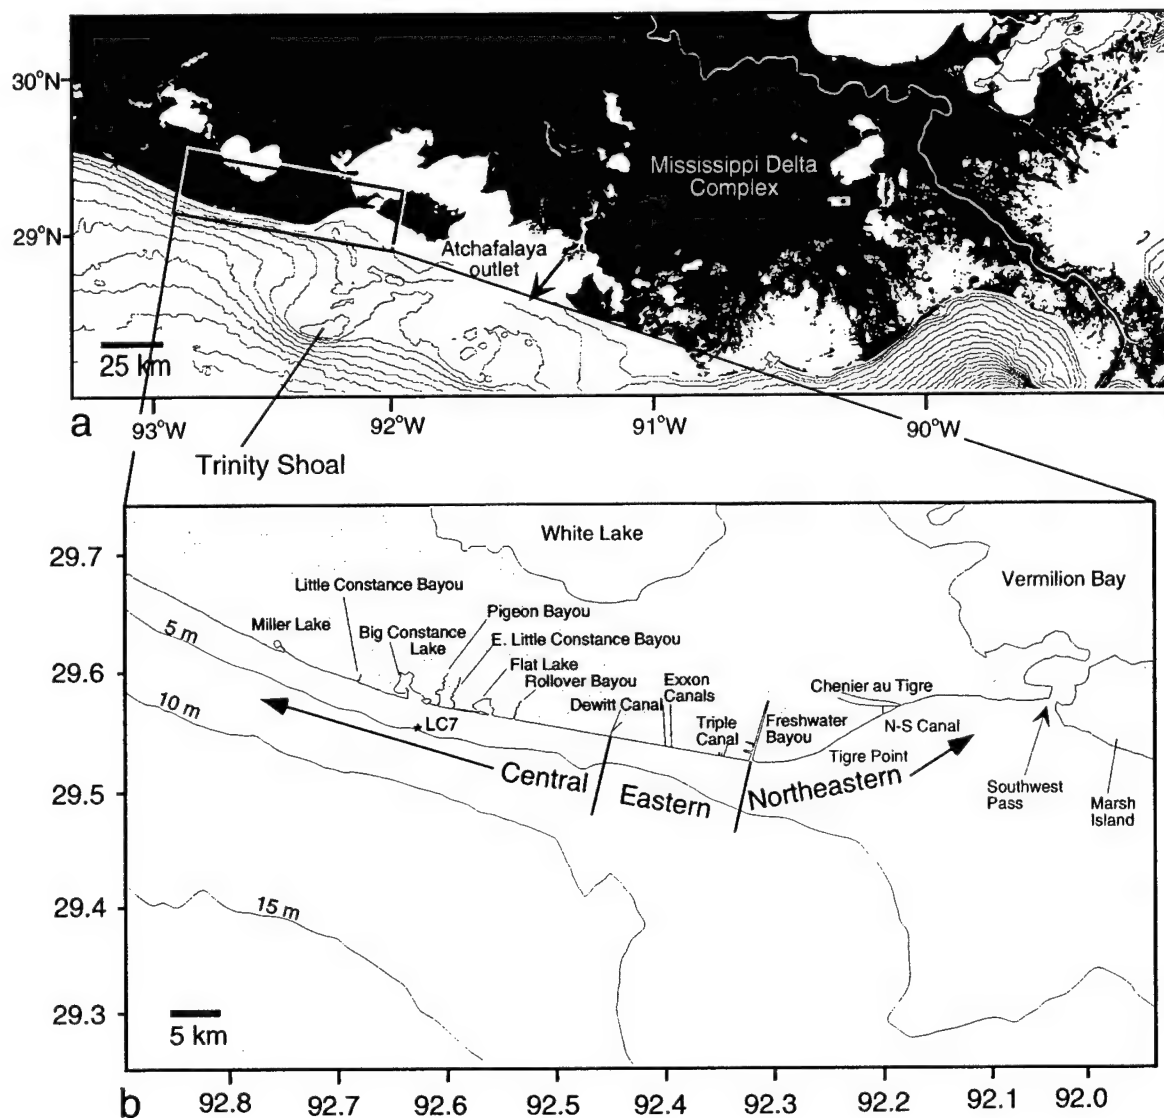 30°N
29°N
Mississippi Delta
Complex
Atchafalaya
outlet
25 km
a
93°W
92°W
91°W
90°W
Trinity Shoal
29.7
29.6
29.5
29.4
29.3
White Lake
Vermilion Bay
Little Constance Bayou
Pigeon Bayou
Miller Lake
Big Constance
Lake
E. Little Constance Bayou
Flat Lake
Rollover Bayou
Dewitt Canal
Exxon
Canals
Triple
Canal
Freshwater
Bayou
Chenier au Tigre
N-S Canal
Tigre Point
Southwest
Pass
Marsh
Island
5 m
10 m
15 m
LC7
Central
Eastern
Northeastern
5 km
b
92.8
92.7
92.6
92.5
92.4
92.3
92.2
92.1
92.0